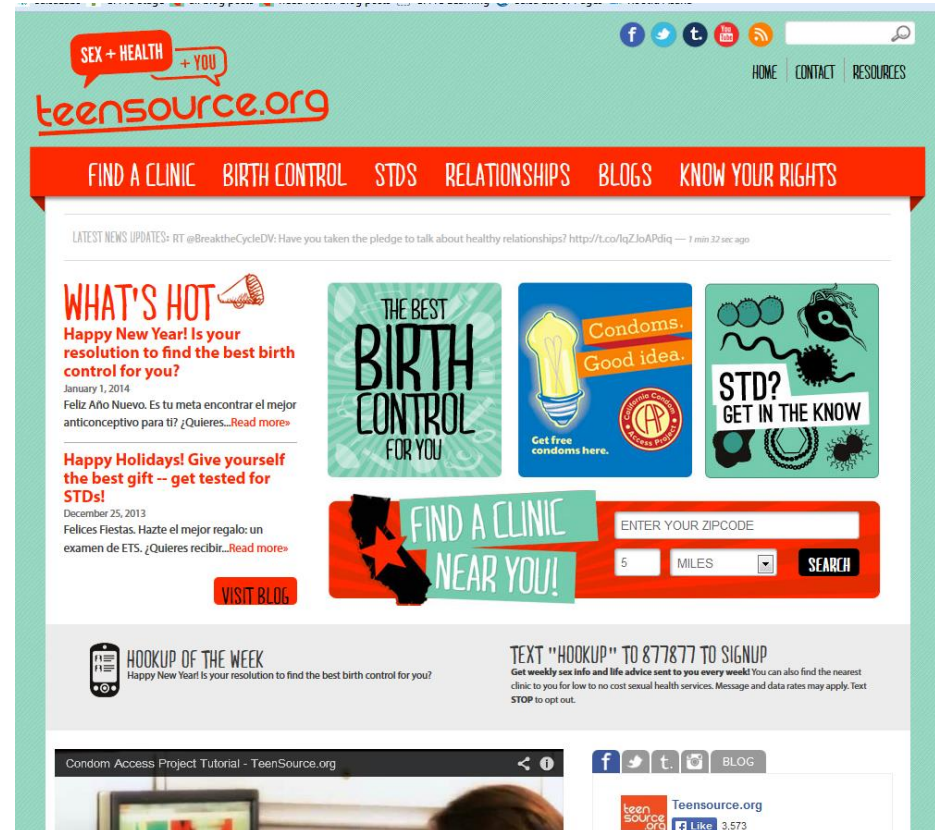 SEX + HEALTH
+ YOU
teensource.org
HOME CONTACT RESOURCES
FIND A CLINIC BIRTH CONTROL STDS RELATIONSHIPS BLOGS KNOW YOUR RIGHTS
LATEST NEWS UPDATES: RT @BreaktheCycleDV: Have you taken the pledge to talk about healthy relationships? http://t.co/IqZJoAPdiq — 1 min 32 sec ago
WHAT'S HOT
Happy New Year! Is your
resolution to find the best birth
control for you?
January 1, 2014
Feliz Año Nuevo. Es tu meta encontrar el mejor
anticonceptivo para ti? ¿Quieres...Read more»
Happy Holidays! Give yourself
the best gift -- get tested for
STDs!
December 25, 2013
Felices Fiestas. Hazte el mejor regalo: un
examen de ETS. ¿Quieres recibir...Read more»
VISIT BLOG
THE BEST
BIRTH
CONTROL
FOR YOU
Condoms.
Good idea.
California Condom
CAP
Access Project
Get free
condoms here.
STD?
GET IN THE KNOW
FIND A CLINIC
NEAR YOU!
ENTER YOUR ZIPCODE
5 MILES SEARCH
HOOKUP OF THE WEEK
Happy New Year! Is your resolution to find the best birth control for you?
TEXT "HOOKUP" TO 877877 TO SIGNUP
Get weekly sex info and life advice sent to you every week! You can also find the nearest
clinic to you for low to no cost sexual health services. Message and data rates may apply. Text
STOP to opt out.
Condom Access Project Tutorial - TeenSource.org
BLOG
teen
source
.org
Teensource.org
Like 3,573